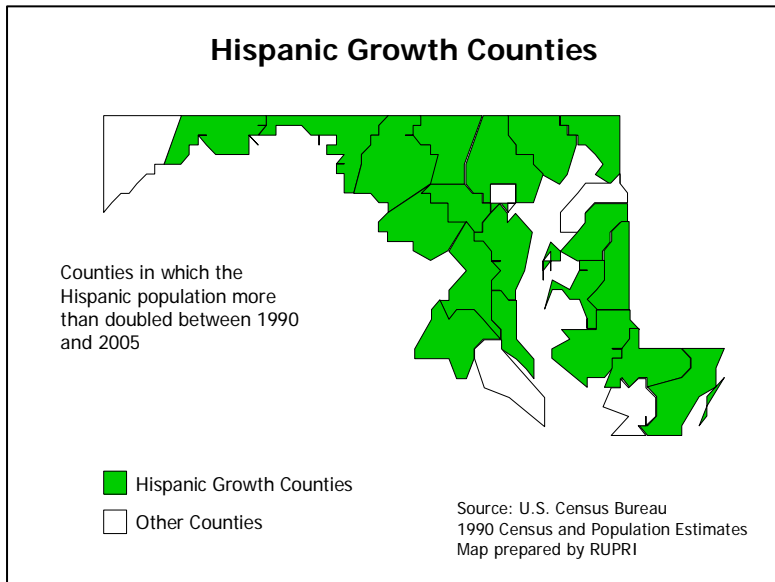 Hispanic Growth Counties
Counties in which the
Hispanic population more
than doubled between 1990
and 2005
Hispanic Growth Counties
Other Counties
Source: U.S. Census Bureau
1990 Census and Population Estimates
Map prepared by RUPRI